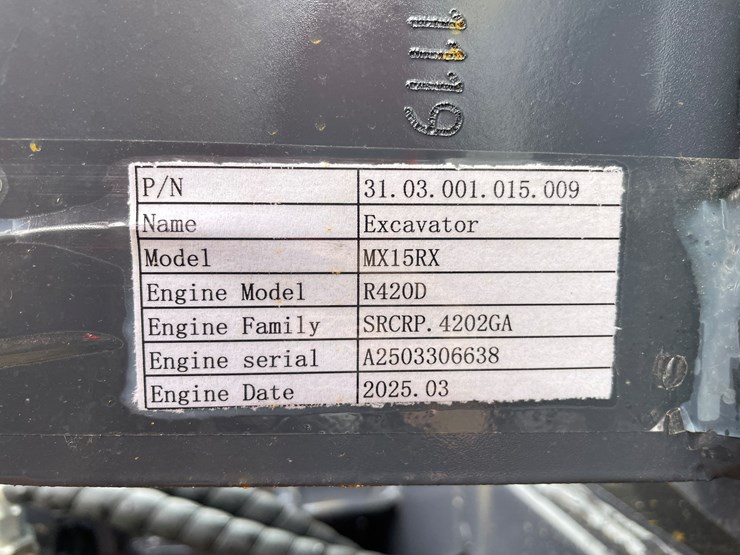 1119
P/N 31.03.001.015.009
Name Excavator
Model MX15RX
Engine Model R420D
Engine Family SRCRP.4202GA
Engine serial A2503306638
Engine Date 2025.03